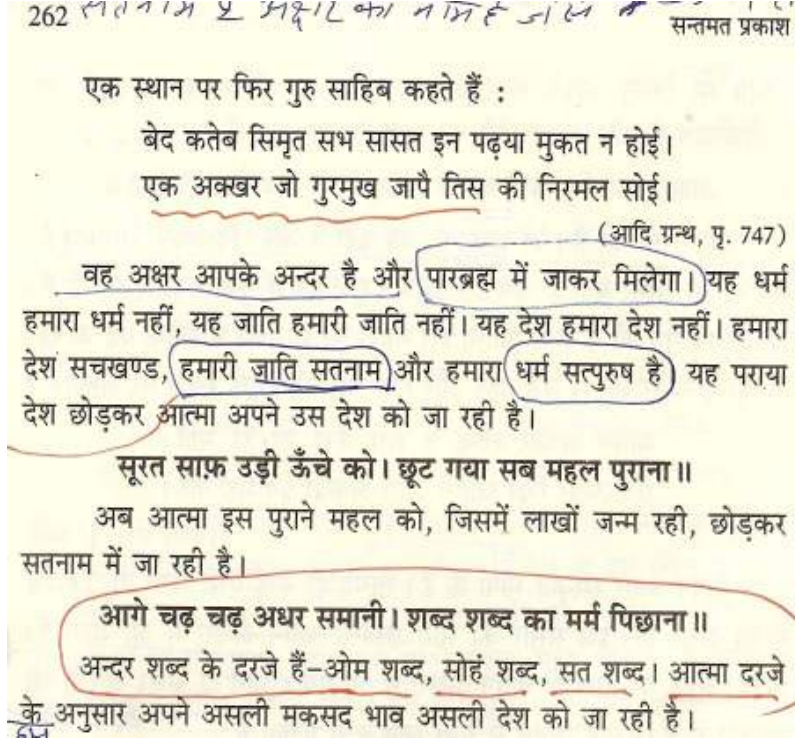 262 सतनाम 2 अक्षर का नाम है
सन्तमत प्रकाश
एक स्थान पर फिर गुरु साहिब कहते हैं :
बेद कतेब सिमृत सभ सासत इन पढ़या मुकत न होई।
एक अक्खर जो गुरमुख जापै तिस की निरमल सोई।
(आदि ग्रन्थ, पृ. 747)
वह अक्षर आपके अन्दर है और पारब्रह्म में जाकर मिलेगा। यह धर्म
हमारा धर्म नहीं, यह जाति हमारी जाति नहीं। यह देश हमारा देश नहीं। हमारा
देश सचखण्ड, हमारी जाति सतनाम और हमारा धर्म सत्पुरुष है। यह पराया
देश छोड़कर आत्मा अपने उस देश को जा रही है।
सूरत साफ़ उड़ी ऊँचे को। छूट गया सब महल पुराना॥
अब आत्मा इस पुराने महल को, जिसमें लाखों जन्म रही, छोड़कर
सतनाम में जा रही है।
आगे चढ़ चढ़ अधर समानी। शब्द शब्द का मर्म पिछाना॥
अन्दर शब्द के दरजे हैं-ओम शब्द, सोहं शब्द, सत शब्द। आत्मा दरजे
के अनुसार अपने असली मकसद भाव असली देश को जा रही है।